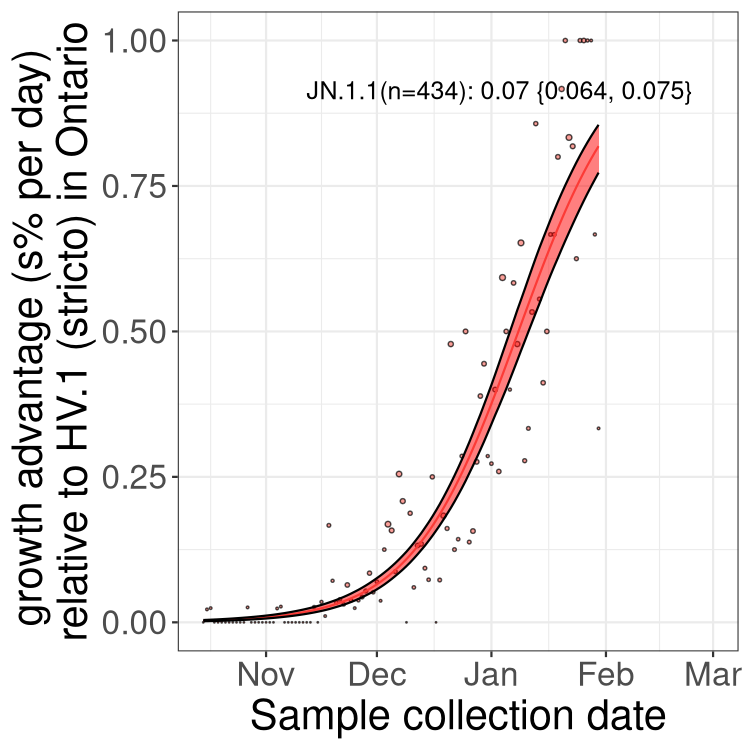 growth advantage (s% per day)
relative to HV.1 (stricto) in Ontario
1.00
0.75
0.50
0.25
0.00
JN.1.1(n=434): 0.07 {0.064, 0.075}
Nov Dec Jan Feb Mar
Sample collection date